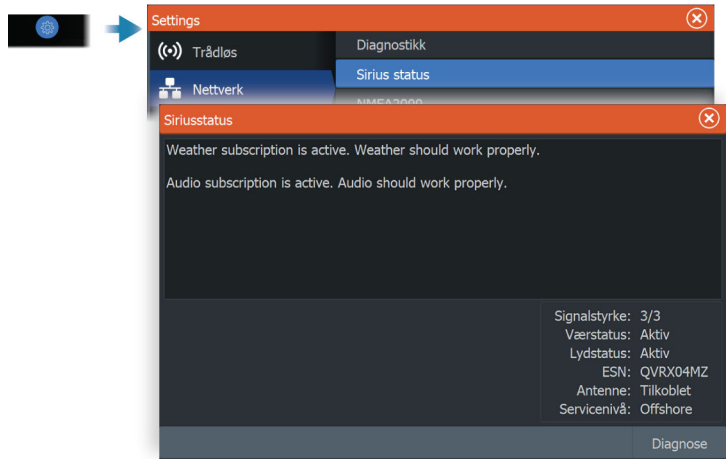 Settings
Trådløs
Nettverk
Diagnostikk
Sirius status
NMEA2000
Siriusstatus
Weather subscription is active. Weather should work properly.
Audio subscription is active. Audio should work properly.
Signalstyrke: 3/3
Værstatus: Aktiv
Lydstatus: Aktiv
ESN: QVRX04MZ
Antenne: Tilkoblet
Servicenivå: Offshore
Diagnose